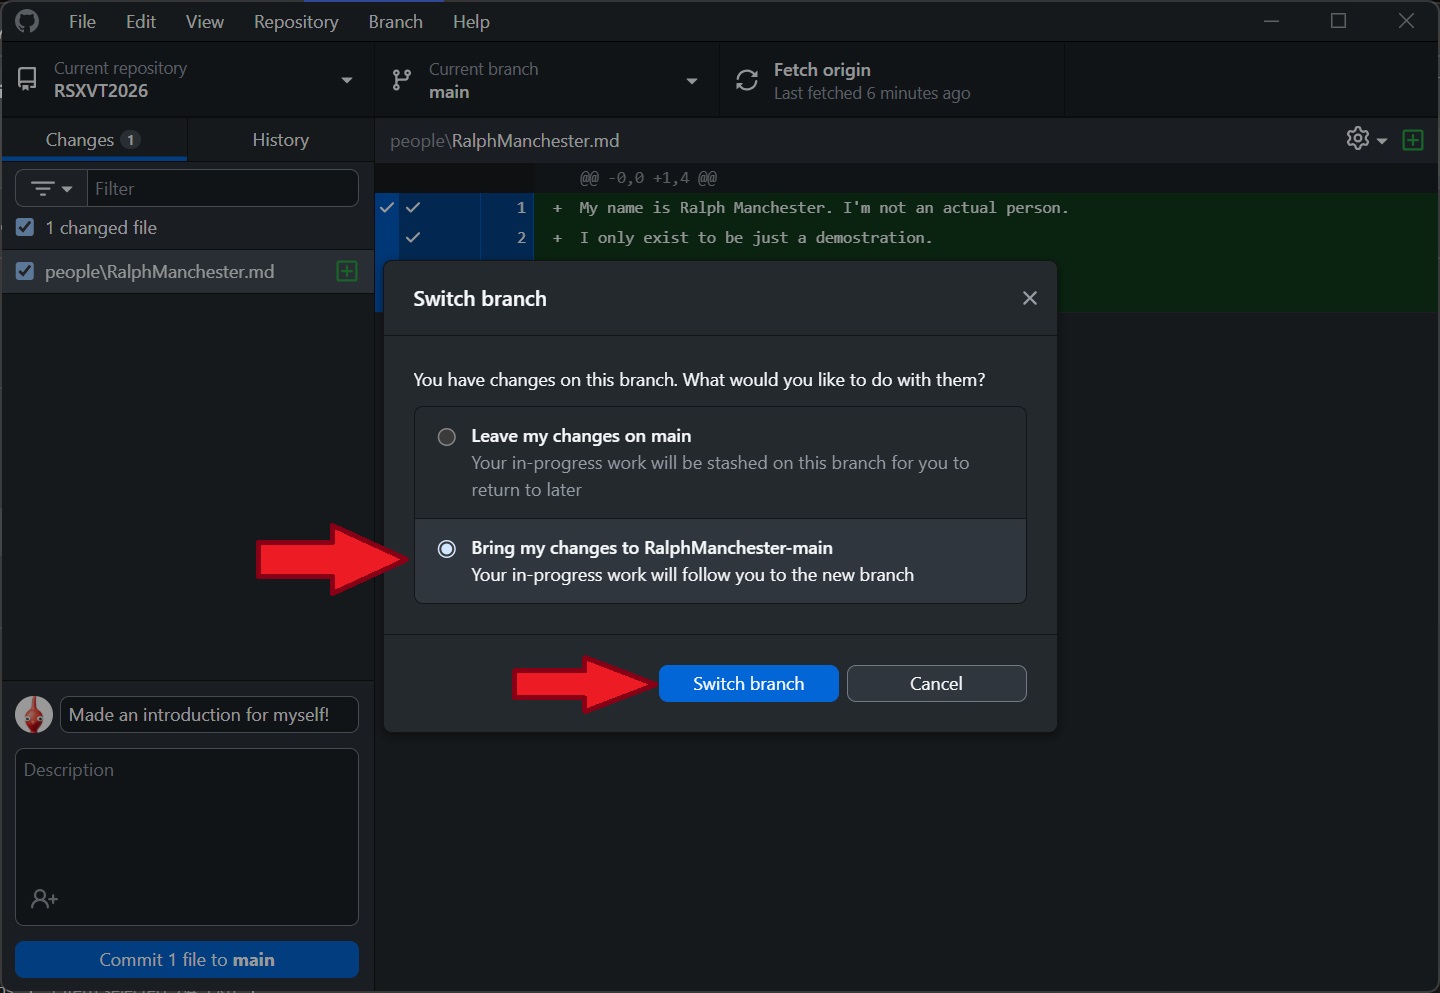 File Edit View Repository Branch Help
Current repository
RSXVT2026
Current branch
main
Fetch origin
Last fetched 6 minutes ago
Changes 1
History
people\RalphManchester.md
Filter
1 changed file
people\RalphManchester.md
@@ -0,0 +1,4 @@
1 + My name is Ralph Manchester. I'm not an actual person.
2 + I only exist to be just a demostration.
Switch branch
You have changes on this branch. What would you like to do with them?
Leave my changes on main
Your in-progress work will be stashed on this branch for you to
return to later
Bring my changes to RalphManchester-main
Your in-progress work will follow you to the new branch
Switch branch
Cancel
Made an introduction for myself!
Description
Commit 1 file to main